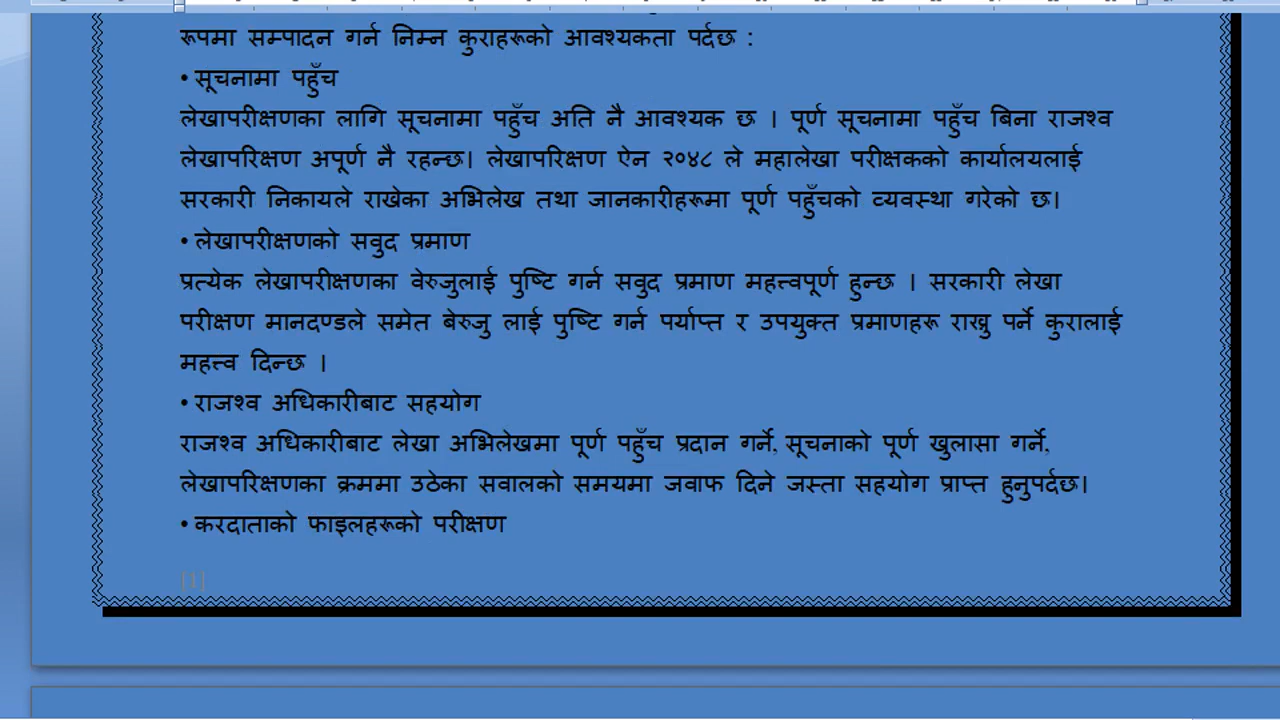 रूपमा सम्पादन गर्न निम्न कुराहरूको आवश्यकता पर्दछ :
• सूचनामा पहुँच
लेखापरीक्षणका लागि सूचनामा पहुँच अति नै आवश्यक छ । पूर्ण सूचनामा पहुँच बिना राजश्व
लेखापरिक्षण अपूर्ण नै रहन्छ। लेखापरिक्षण ऐन २०४८ ले महालेखा परीक्षकको कार्यालयलाई
सरकारी निकायले राखेका अभिलेख तथा जानकारीहरूमा पूर्ण पहुँचको व्यवस्था गरेको छ।
• लेखापरीक्षणको सवुद प्रमाण
प्रत्येक लेखापरीक्षणका वेरुजुलाई पुष्टि गर्न सवुद प्रमाण महत्त्वपूर्ण हुन्छ । सरकारी लेखा
परीक्षण मानदण्डले समेत बेरुजु लाई पुष्टि गर्न पर्याप्त र उपयुक्त प्रमाणहरू राख्नु पर्ने कुरालाई
महत्त्व दिन्छ ।
• राजश्व अधिकारीबाट सहयोग
राजश्व अधिकारीबाट लेखा अभिलेखमा पूर्ण पहुँच प्रदान गर्ने, सूचनाको पूर्ण खुलासा गर्ने,
लेखापरिक्षणका क्रममा उठेका सवालको समयमा जवाफ दिने जस्ता सहयोग प्राप्त हुनुपर्दछ।
• करदाताको फाइलहरूको परीक्षण
[1]